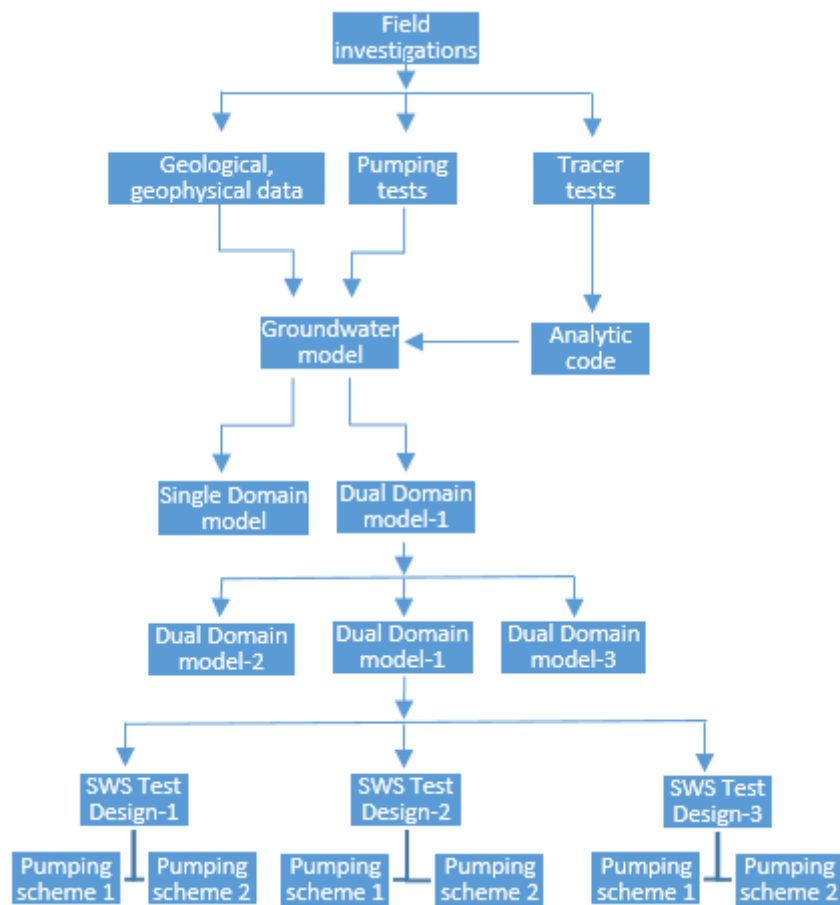 Field
investigations
Geological,
geophysical data
Pumping
tests
Tracer
tests
Groundwater
model
Analytic
code
Single Domain
model
Dual Domain
model-1
Dual Domain
model-2
Dual Domain
model-1
Dual Domain
model-3
SWS Test
Design-1
SWS Test
Design-2
SWS Test
Design-3
Pumping
scheme 1
Pumping
scheme 2
Pumping
scheme 1
Pumping
scheme 2
Pumping
scheme 1
Pumping
scheme 2